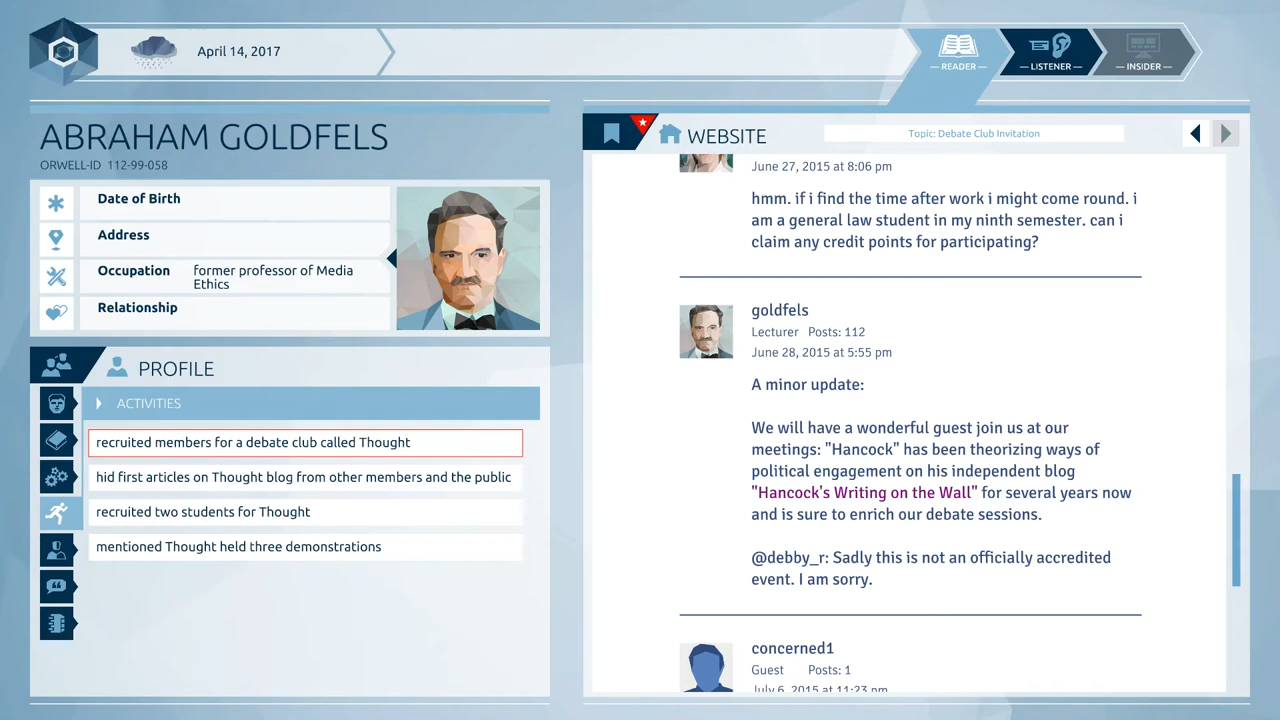 April 14, 2017
— READER —
— LISTENER —
— INSIDER —
ABRAHAM GOLDFELS
ORWELL-ID 112-99-058
Date of Birth
Address
Occupation former professor of Media
Ethics
Relationship
PROFILE
ACTIVITIES
recruited members for a debate club called Thought
hid first articles on Thought blog from other members and the public
recruited two students for Thought
mentioned Thought held three demonstrations
WEBSITE
Topic: Debate Club Invitation
June 27, 2015 at 8:06 pm
hmm. if i find the time after work i might come round. i
am a general law student in my ninth semester. can i
claim any credit points for participating?
goldfels
Lecturer Posts: 112
June 28, 2015 at 5:55 pm
A minor update:
We will have a wonderful guest join us at our
meetings: "Hancock" has been theorizing ways of
political engagement on his independent blog
"Hancock's Writing on the Wall" for several years now
and is sure to enrich our debate sessions.
@debby_r: Sadly this is not an officially accredited
event. I am sorry.
concerned1
Guest Posts: 1
July 6, 2015 at 11:23 pm